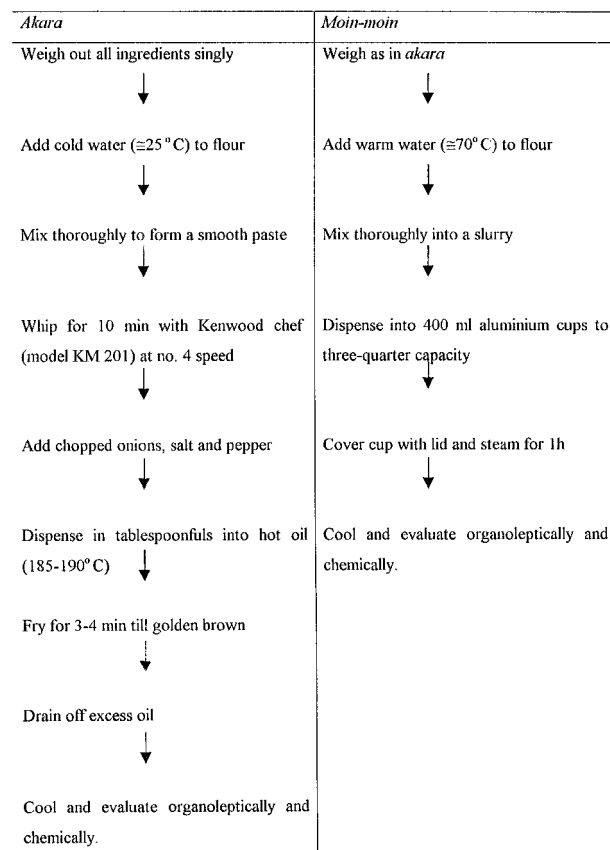 Akara
Weigh out all ingredients singly
Add cold water (≅25°C) to flour
Mix thoroughly to form a smooth paste
Whip for 10 min with Kenwood chef
(model KM 201) at no. 4 speed
Add chopped onions, salt and pepper
Dispense in tablespoonfuls into hot oil
(185-190°C)
Fry for 3-4 min till golden brown
Drain off excess oil
Cool and evaluate organoleptically and
chemically.
Moin-moin
Weigh as in akara
Add warm water (≅70°C) to flour
Mix thoroughly into a slurry
Dispense into 400 ml aluminium cups to
three-quarter capacity
Cover cup with lid and steam for 1h
Cool and evaluate organoleptically and
chemically.